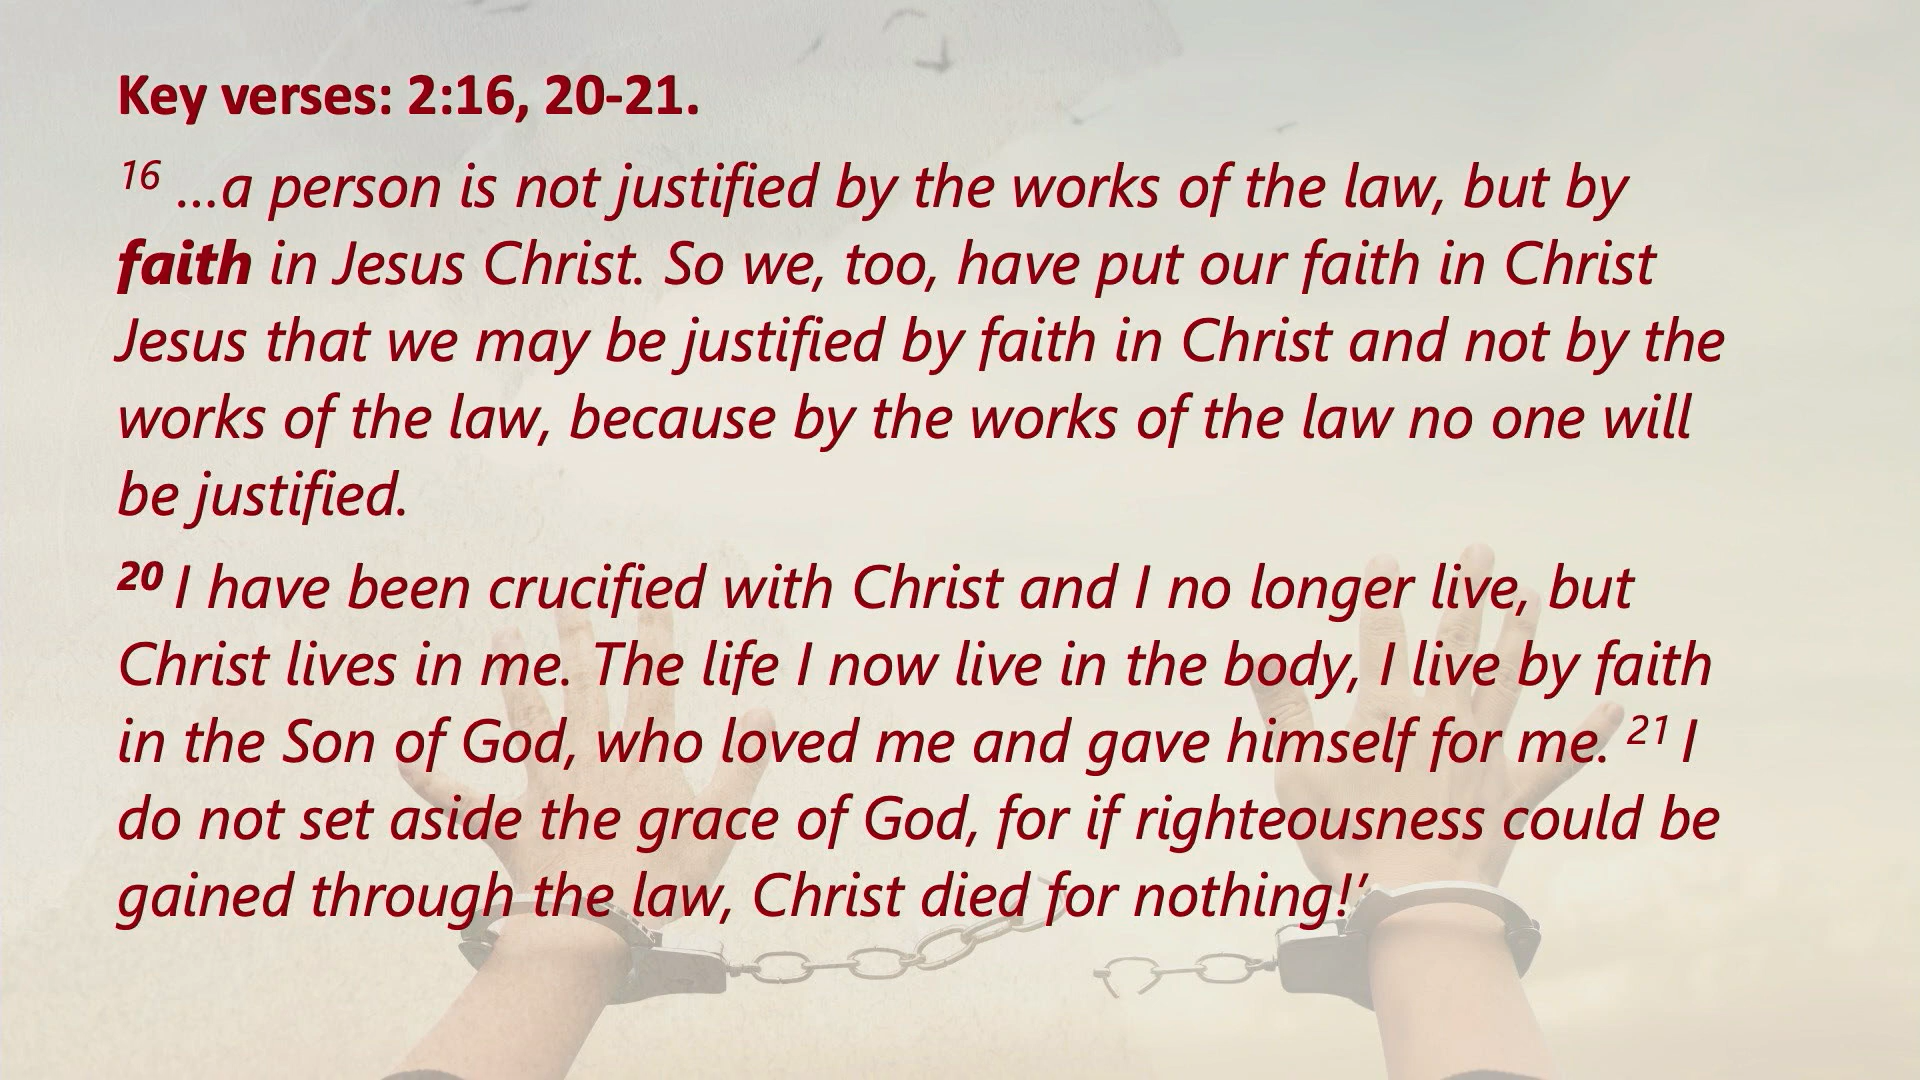 Key verses: 2:16, 20-21.
16 …a person is not justified by the works of the law, but by
faith in Jesus Christ. So we, too, have put our faith in Christ
Jesus that we may be justified by faith in Christ and not by the
works of the law, because by the works of the law no one will
be justified.
20 I have been crucified with Christ and I no longer live, but
Christ lives in me. The life I now live in the body, I live by faith
in the Son of God, who loved me and gave himself for me. 21 I
do not set aside the grace of God, for if righteousness could be
gained through the law, Christ died for nothing!’